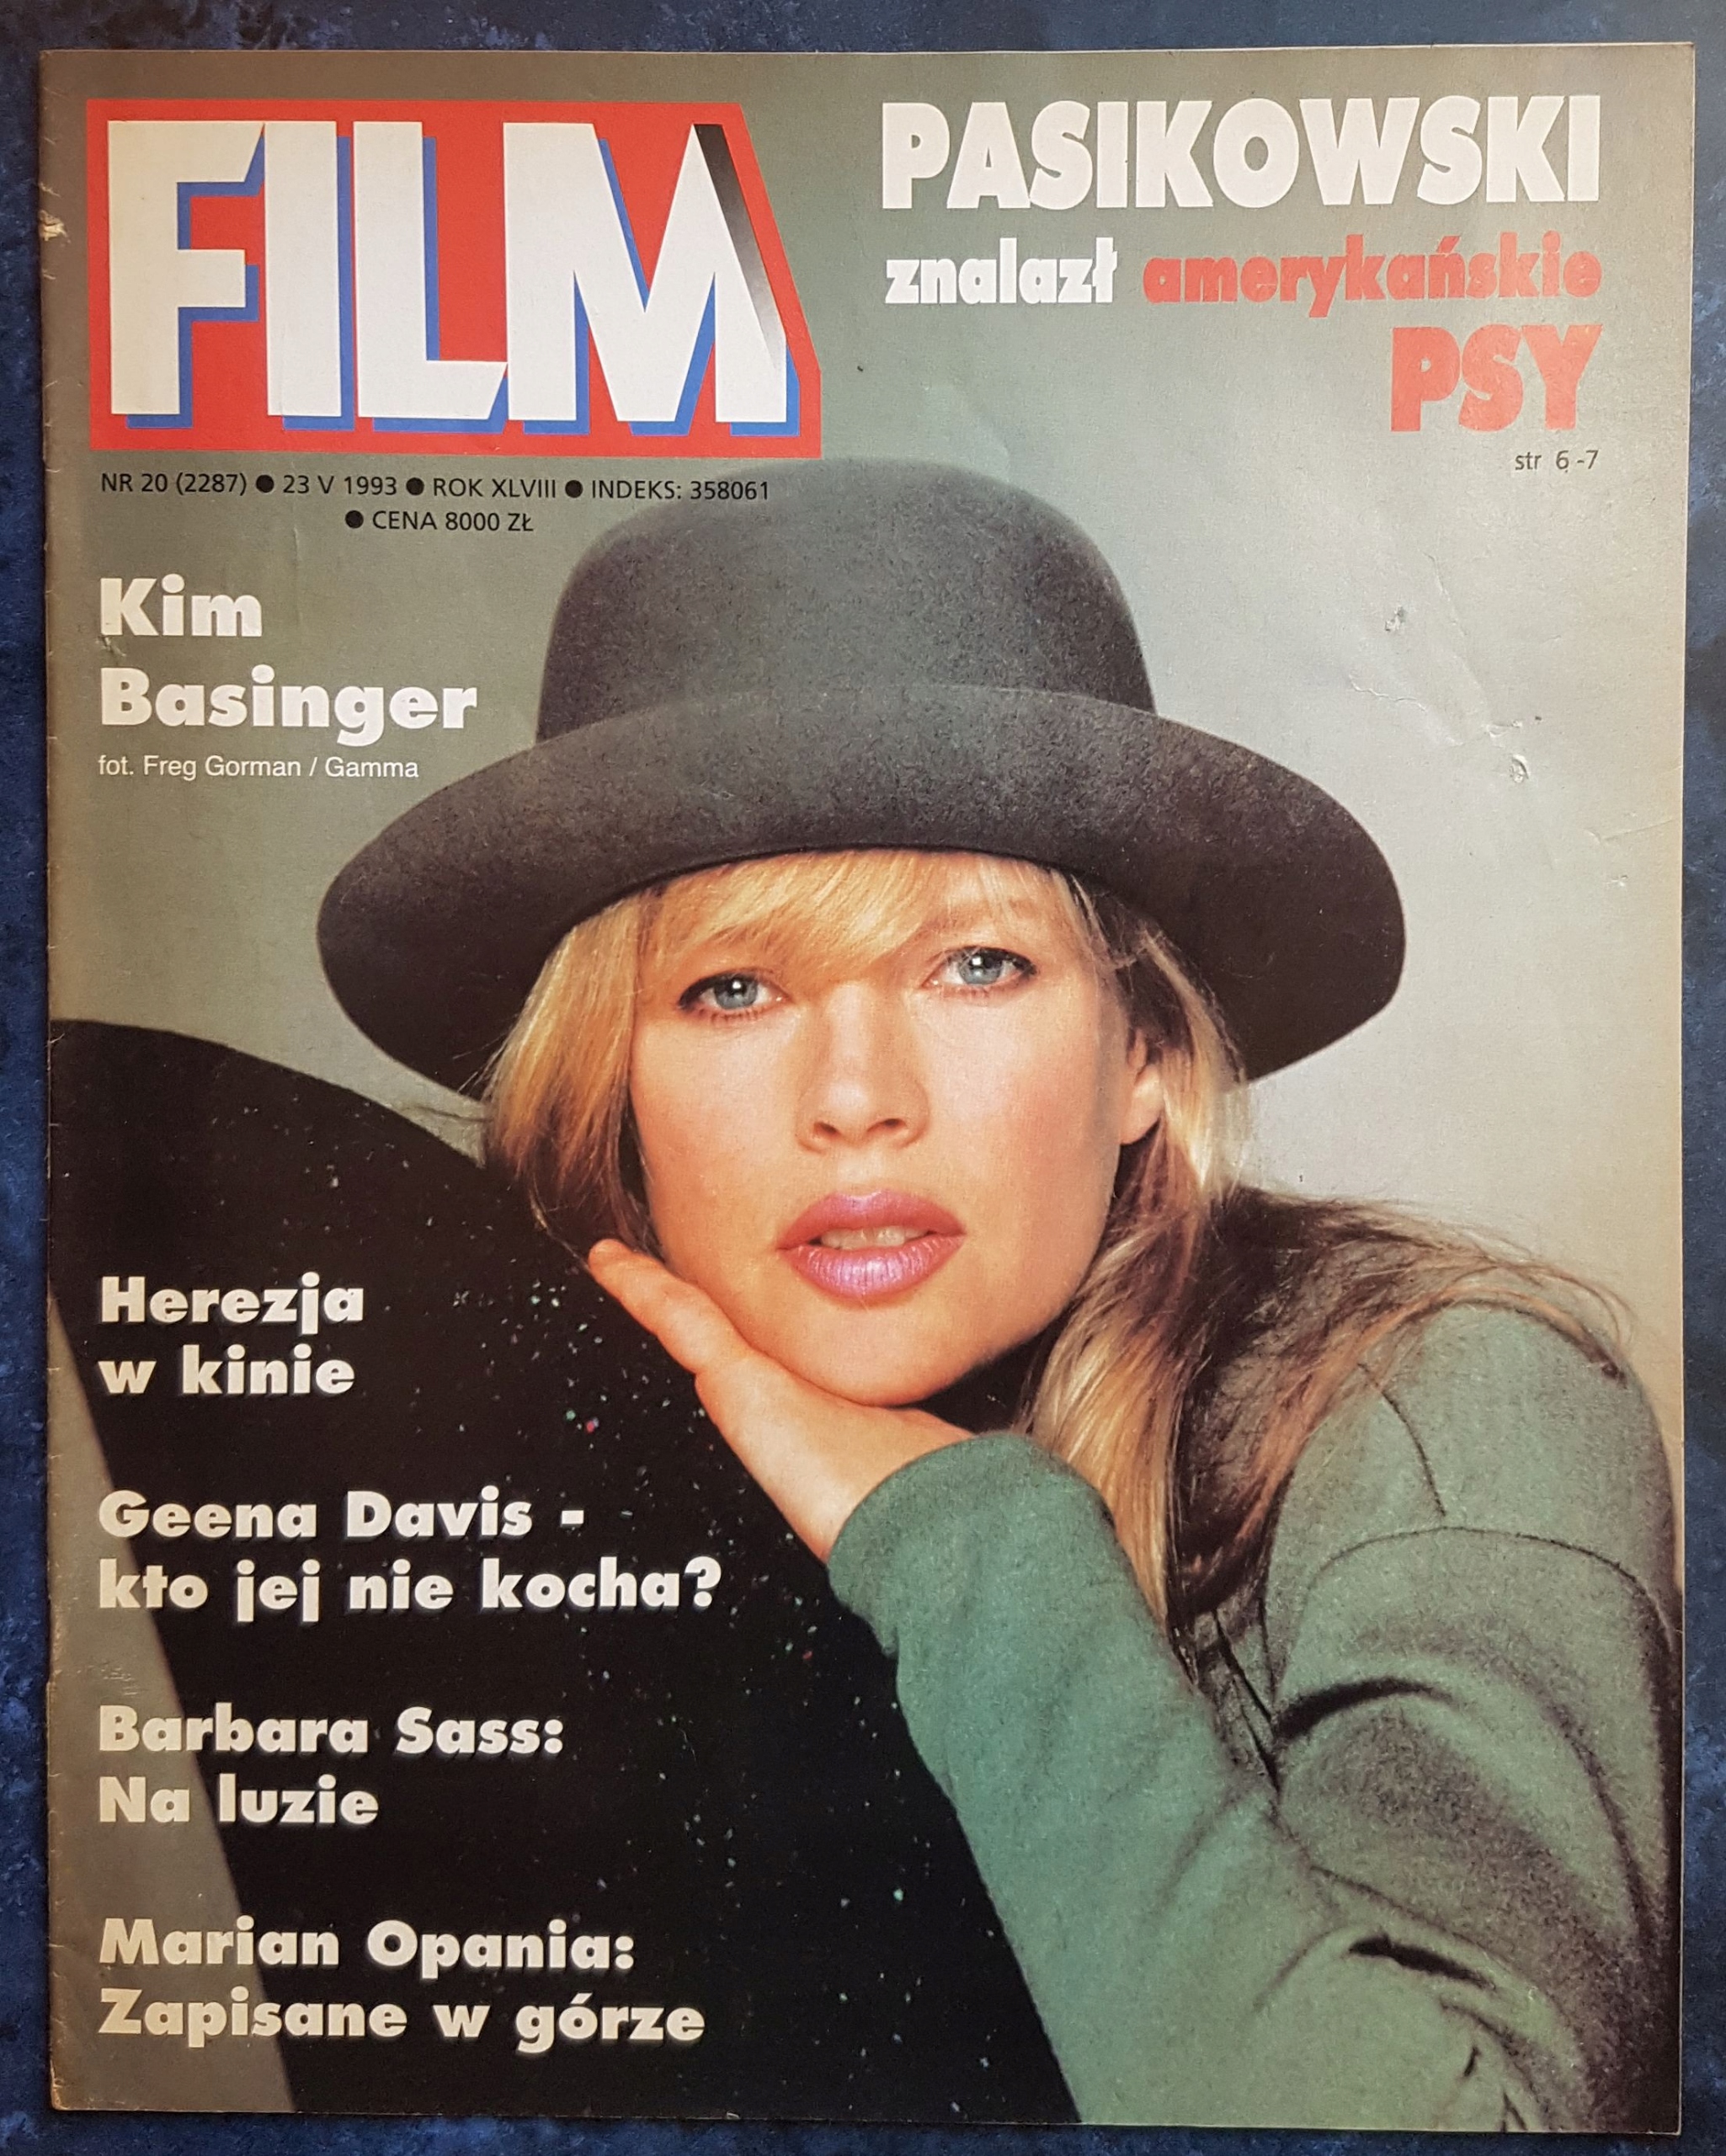 FILM
PASIKOWSKI
znalazł amerykańskie
PSY
str 6-7
NR 20 (2287) ● 23 V 1993 ● ROK XLVIII ● INDEKS: 358061
● CENA 8000 ZŁ
Kim
Basinger
fot. Freg Gorman / Gamma
Herezja
w kinie
Geena Davis -
kto jej nie kocha?
Barbara Sass:
Na luzie
Marian Opania:
Zapisane w górze